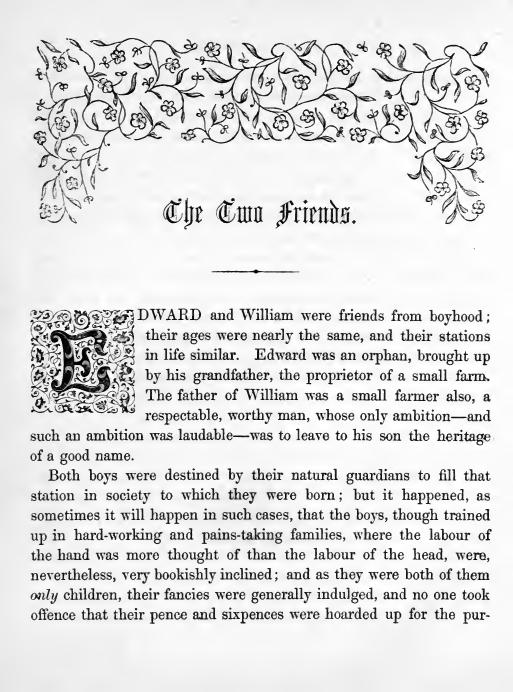 The Two Friends.
EDWARD and William were friends from boyhood;
their ages were nearly the same, and their stations
in life similar. Edward was an orphan, brought up
by his grandfather, the proprietor of a small farm.
The father of William was a small farmer also, a
respectable, worthy man, whose only ambition—and
such an ambition was laudable—was to leave to his son the heritage
of a good name.
Both boys were destined by their natural guardians to fill that
station in society to which they were born; but it happened, as
sometimes it will happen in such cases, that the boys, though trained
up in hard-working and pains-taking families, where the labour of
the hand was more thought of than the labour of the head, were,
nevertheless, very bookishly inclined; and as they were both of them
only children, their fancies were generally indulged, and no one took
offence that their pence and sixpences were hoarded up for the pur-